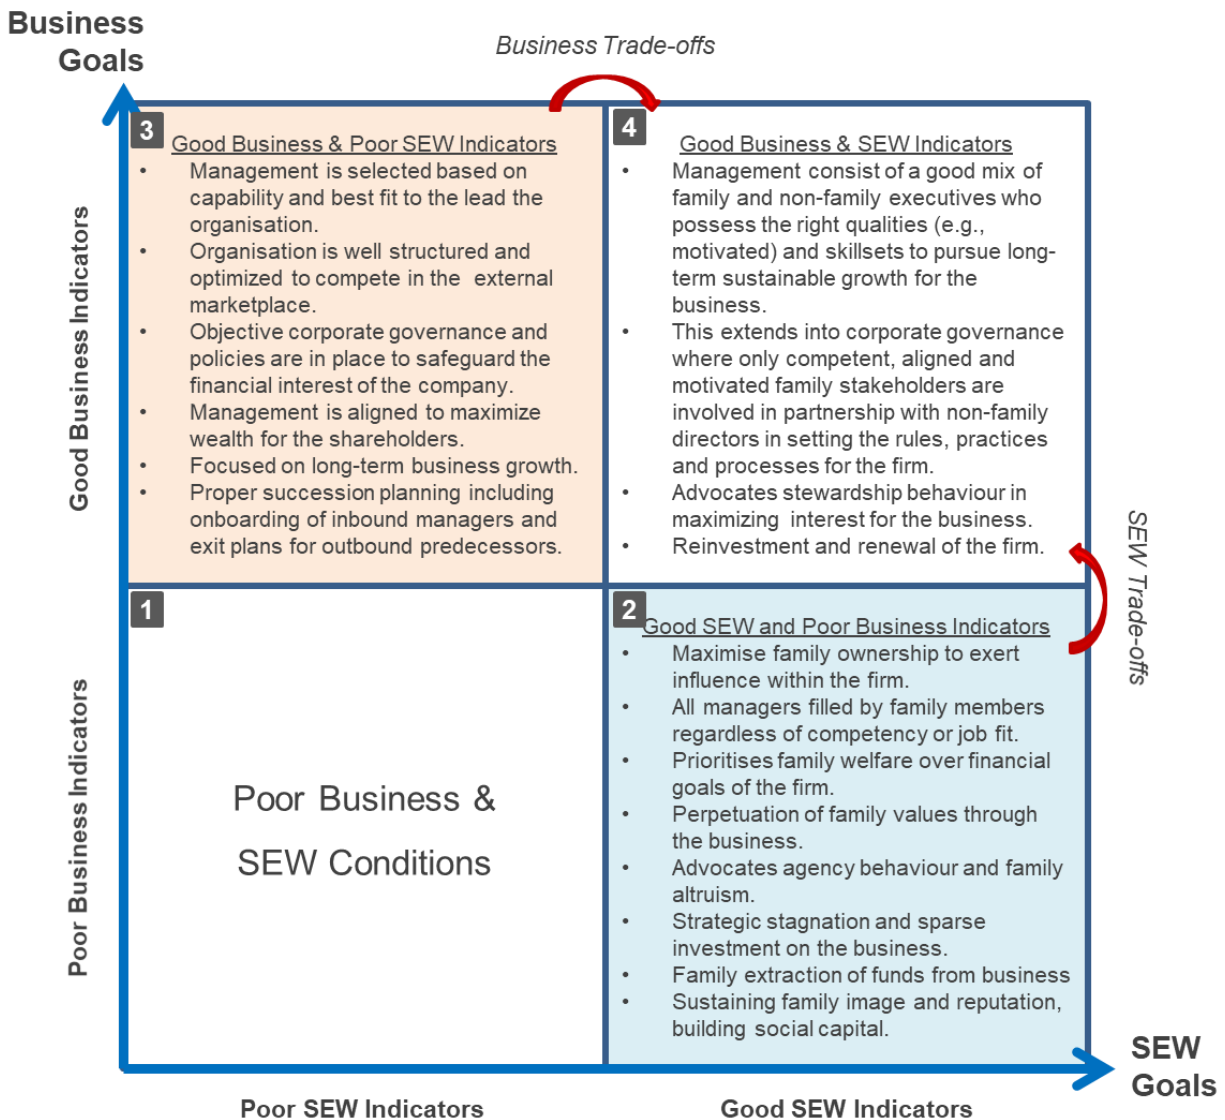 Business
Goals
Business Trade-offs
3
Good Business & Poor SEW Indicators
• Management is selected based on
capability and best fit to the lead the
organisation.
• Organisation is well structured and
optimized to compete in the external
marketplace.
• Objective corporate governance and
policies are in place to safeguard the
financial interest of the company.
• Management is aligned to maximize
wealth for the shareholders.
• Focused on long-term business growth.
• Proper succession planning including
onboarding of inbound managers and
exit plans for outbound predecessors.
4
Good Business & SEW Indicators
• Management consist of a good mix of
family and non-family executives who
possess the right qualities (e.g.,
motivated) and skillsets to pursue long-
term sustainable growth for the
business.
• This extends into corporate governance
where only competent, aligned and
motivated family stakeholders are
involved in partnership with non-family
directors in setting the rules, practices
and processes for the firm.
• Advocates stewardship behaviour in
maximizing interest for the business.
• Reinvestment and renewal of the firm.
Good Business Indicators
SEW Trade-offs
1
Poor Business &
SEW Conditions
2
Good SEW and Poor Business Indicators
• Maximise family ownership to exert
influence within the firm.
• All managers filled by family members
regardless of competency or job fit.
• Prioritises family welfare over financial
goals of the firm.
• Perpetuation of family values through
the business.
• Advocates agency behaviour and family
altruism.
• Strategic stagnation and sparse
investment on the business.
• Family extraction of funds from business
• Sustaining family image and reputation,
building social capital.
Poor Business Indicators
SEW
Goals
Poor SEW Indicators
Good SEW Indicators